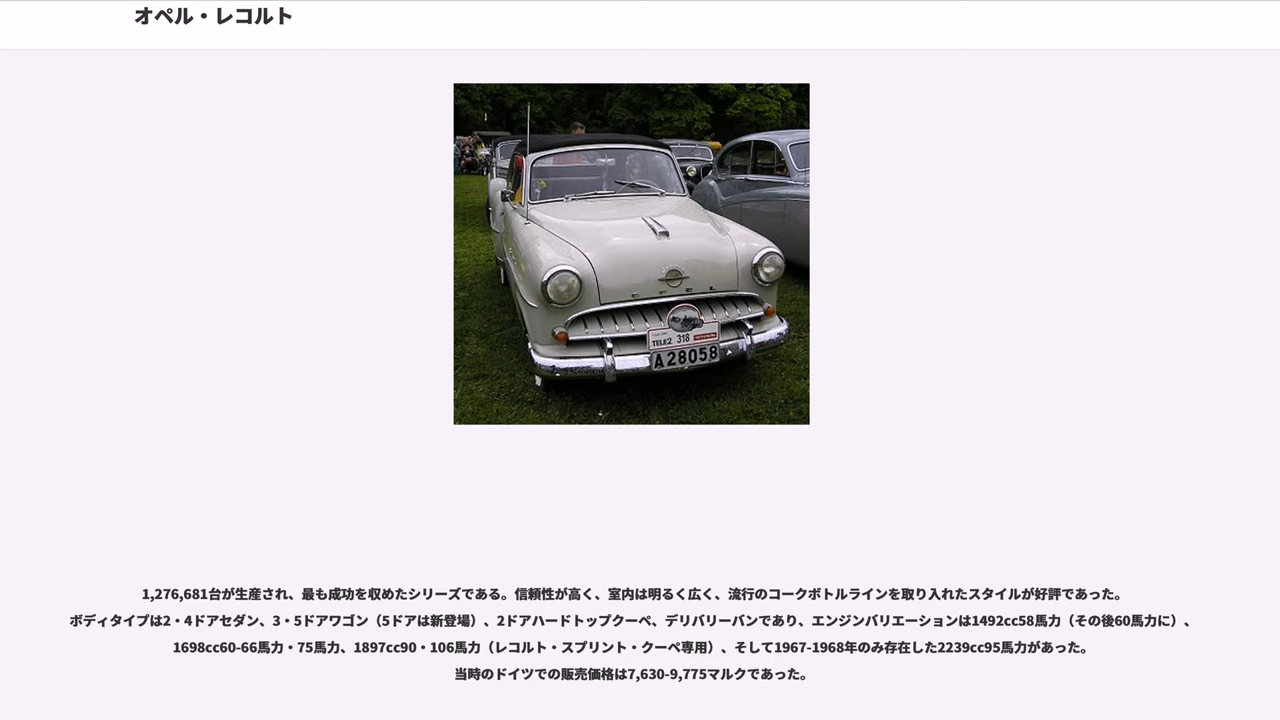 オペル・レコルト
OPEL
TELE2 318
A28058
1,276,681台が生産され、最も成功を収めたシリーズである。信頼性が高く、室内は明るく広く、流行のコークボトルラインを取り入れたスタイルが好評であった。
ボディタイプは2・4ドアセダン、3・5ドアワゴン（5ドアは新登場）、2ドアハードトップクーペ、デリバリーバンであり、エンジンバリエーションは1492cc58馬力（その後60馬力に）、
1698cc60-66馬力・75馬力、1897cc90・106馬力（レコルト・スプリント・クーペ専用）、そして1967-1968年のみ存在した2239cc95馬力があった。
当時のドイツでの販売価格は7,630-9,775マルクであった。